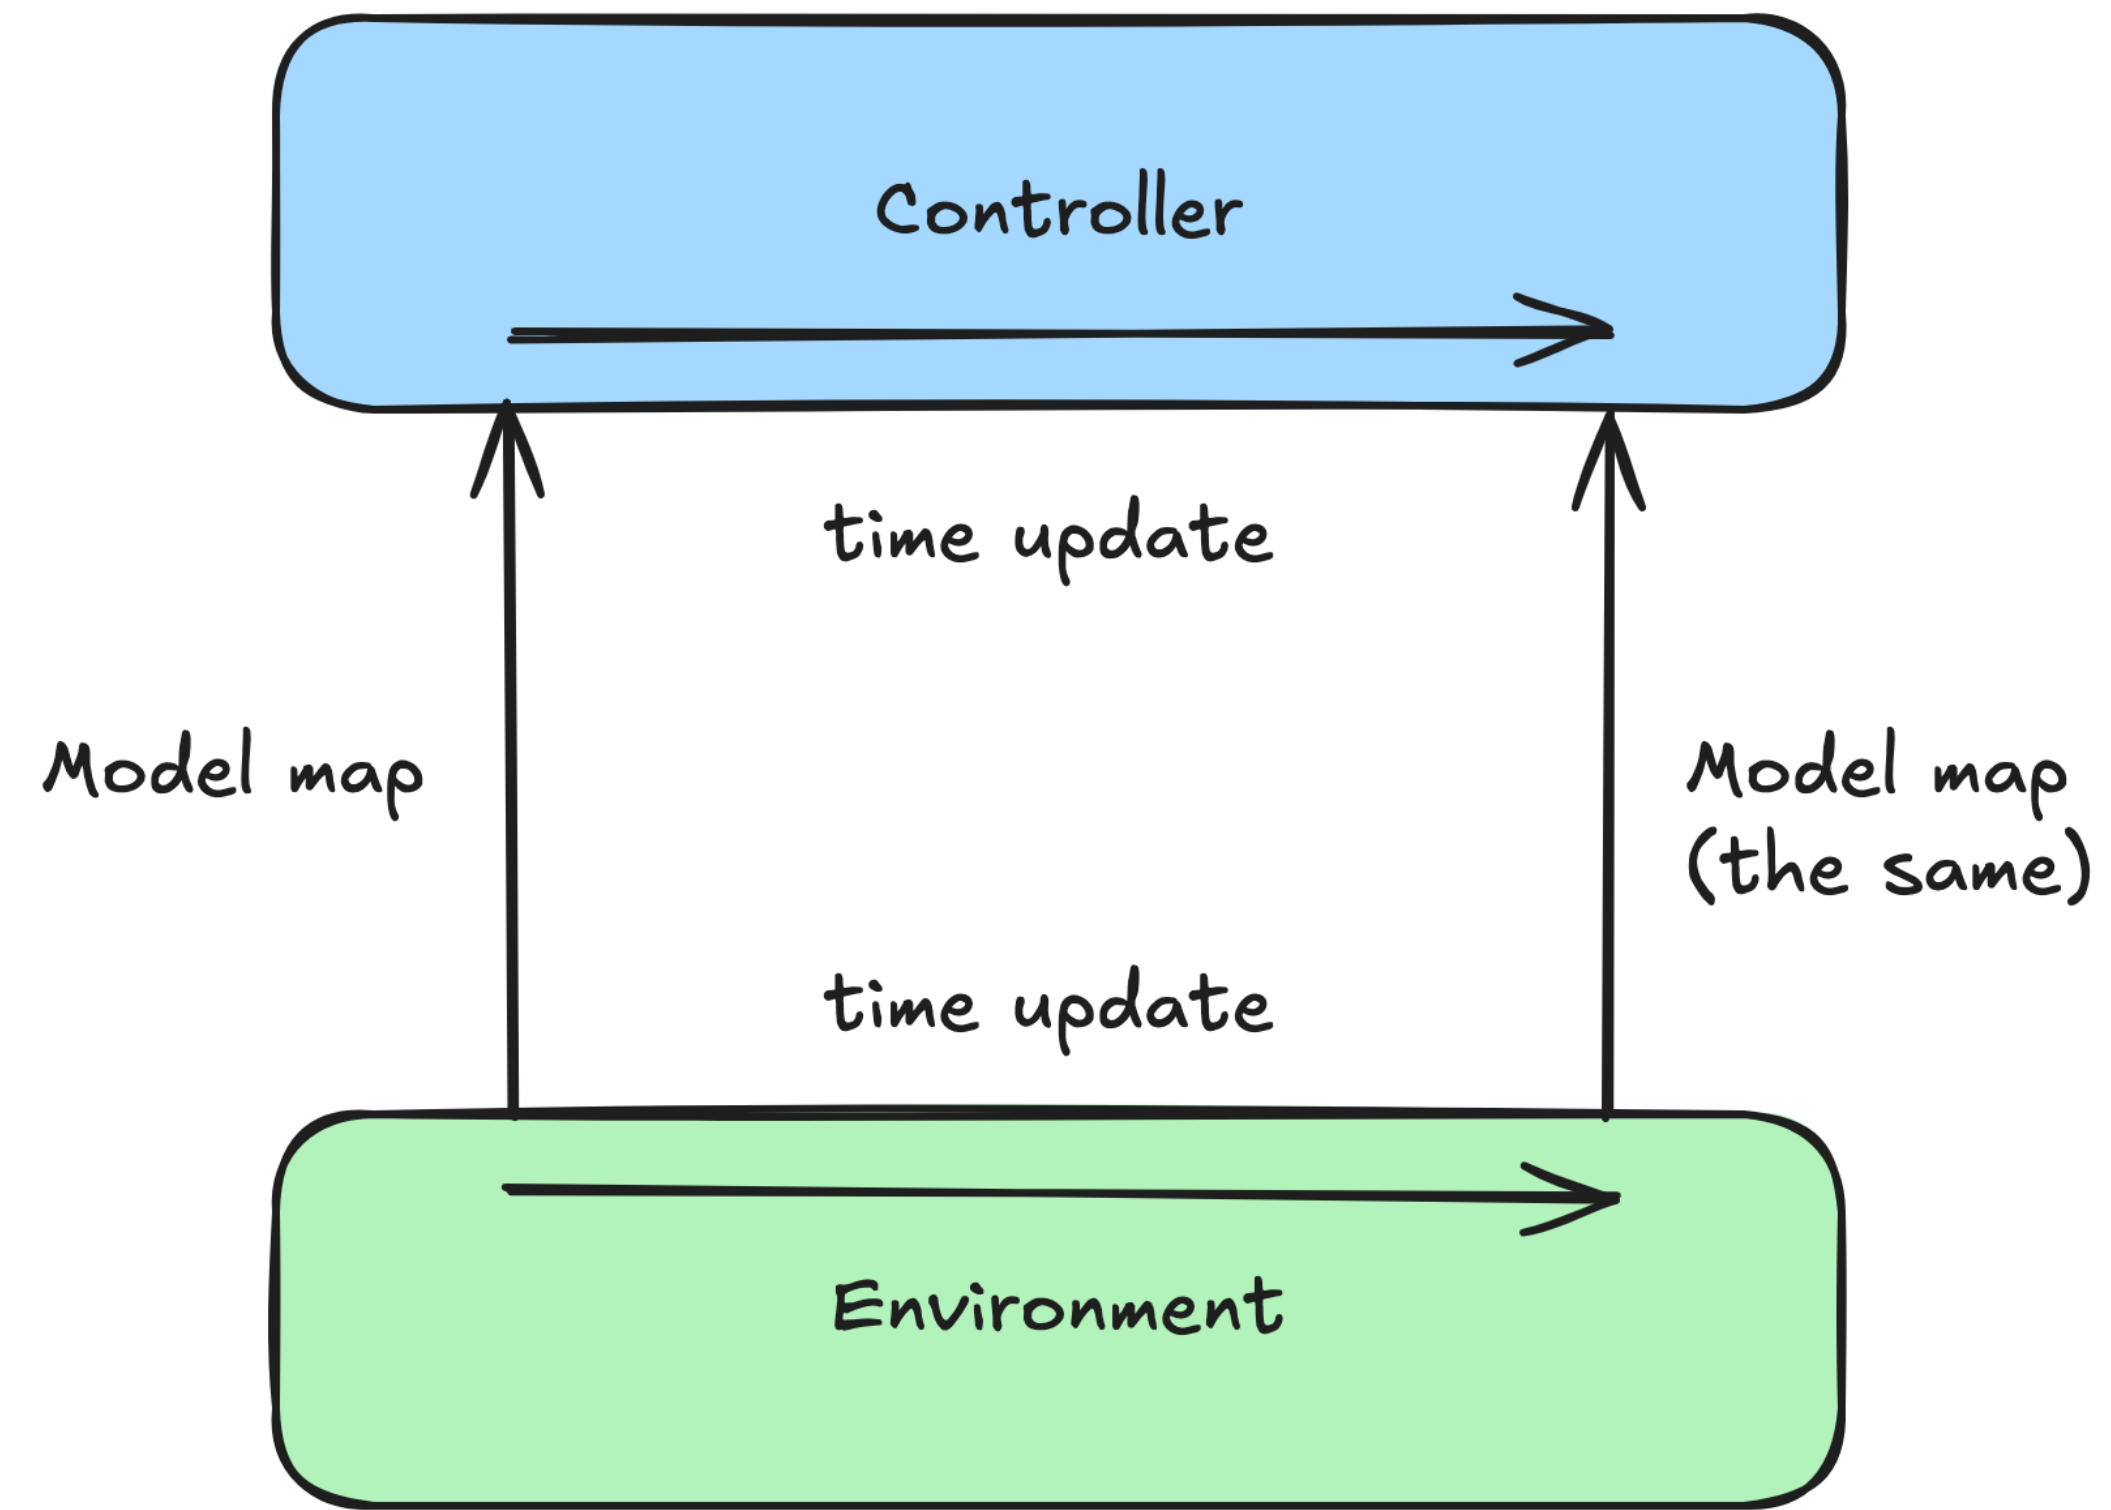 Controller
time update
Model map
Model map
(the same)
time update
Environment